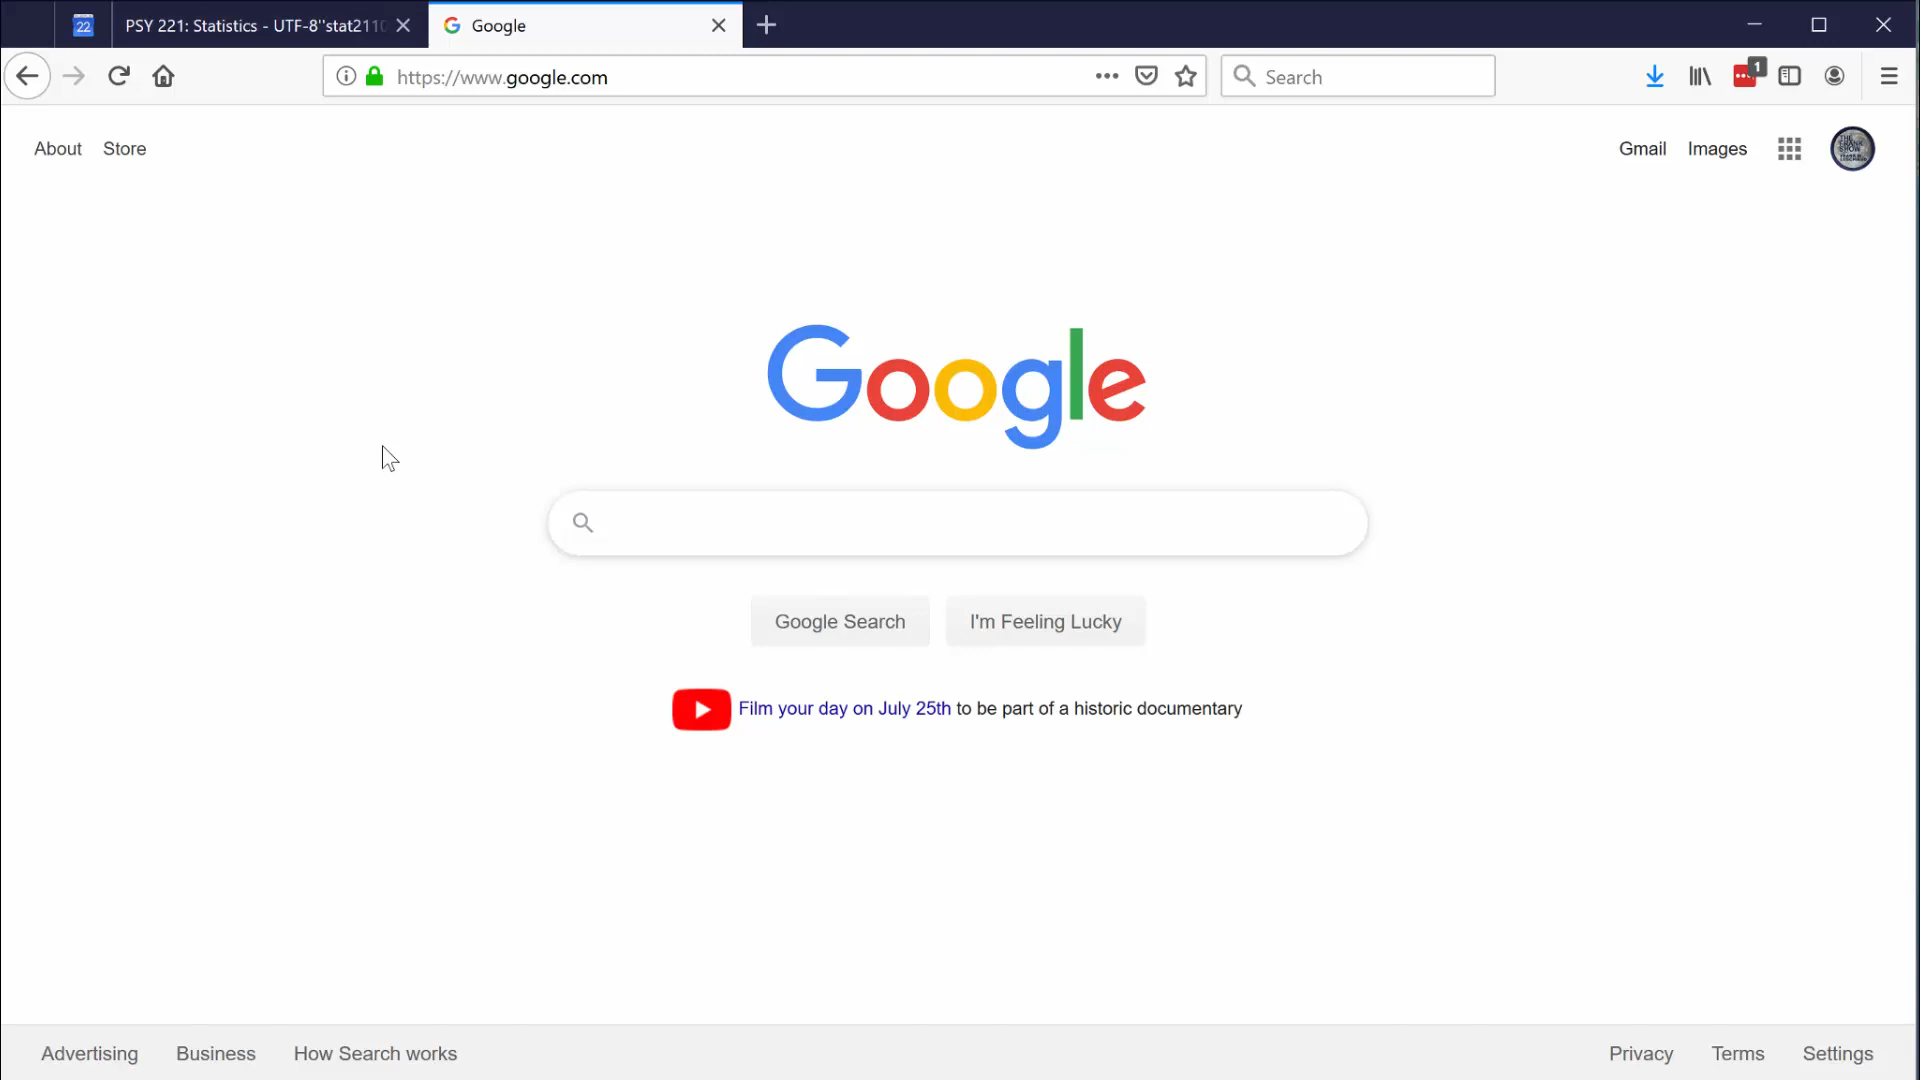 22
PSY 221: Statistics - UTF-8''stat2110
Google
https://www.google.com
Search
1
About
Store
Gmail
Images
Google
Google Search
I'm Feeling Lucky
Film your day on July 25th to be part of a historic documentary
Advertising
Business
How Search works
Privacy
Terms
Settings